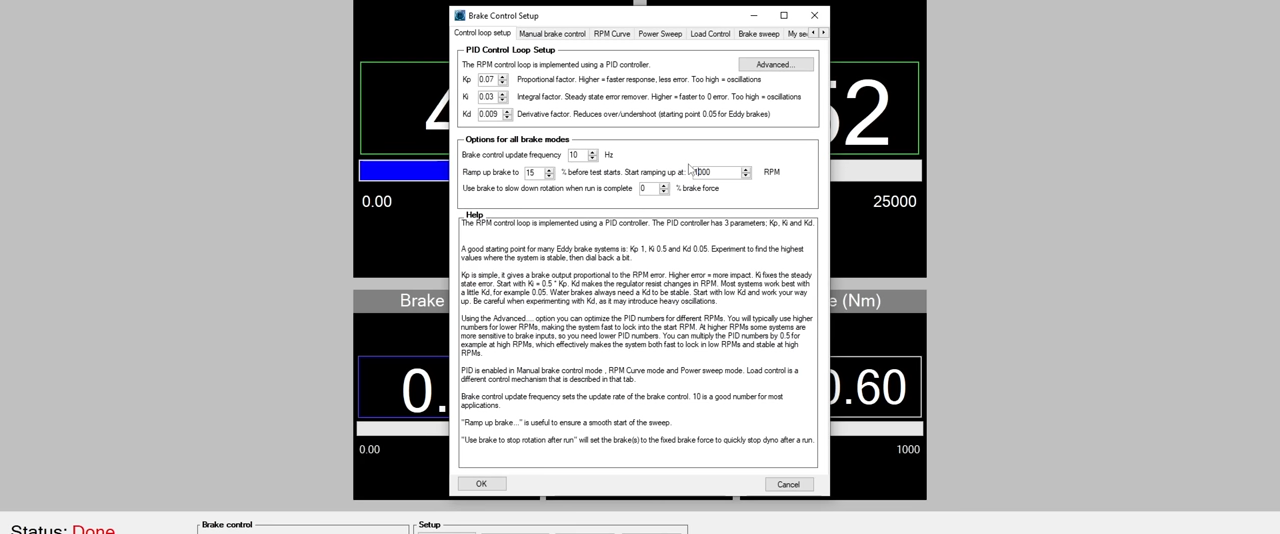 Brake Control Setup
Control loop setup Manual brake control RPM Curve Power Sweep Load Control Brake sweep My se
PID Control Loop Setup
The RPM control loop is implemented using a PID controller. Advanced...
Kp 0.07 Proportional factor. Higher = faster response, less error. Too high = oscillations
Ki 0.03 Integral factor. Steady state error remover. Higher = faster to 0 error. Too high = oscillations
Kd 0.009 Derivative factor. Reduces over/undershoot (starting point 0.05 for Eddy brakes)
4 52
Options for all brake modes
Brake control update frequency 10 Hz
Ramp up brake to 15 % before test starts. Start ramping up at: 1000 RPM
Use brake to slow down rotation when run is complete 0 % brake force
0.00 25000
Help
The RPM control loop is implemented using a PID controller. The PID controller has 3 parameters; Kp, Ki and Kd.
A good starting point for many Eddy brake systems is: Kp 1, Ki 0.5 and Kd 0.05. Experiment to find the highest
values where the system is stable, then dial back a bit.
Kp is simple, it gives a brake output proportional to the RPM error. Higher error = more impact. Ki fixes the steady
state error. Start with Ki = 0.5 * Kp. Kd makes the regulator resist changes in RPM. Most systems work best with
a little Kd, for example 0.05. Water brakes always need a Kd to be stable. Start with low Kd and work your way
up. Be careful when experimenting with Kd, as it may introduce heavy oscillations.
Brake e (Nm)
Using the Advanced.... option you can optimize the PID numbers for different RPMs. You will typically use higher
numbers for lower RPMs, making the system fast to lock into the start RPM. At higher RPMs some systems are
more sensitive to brake inputs, so you need lower PID numbers. You can multiply the PID numbers by 0.5 for
example at high RPMs, which effectively makes the system both fast to lock in low RPMs and stable at high
RPMs.
PID is enabled in Manual brake control mode , RPM Curve mode and Power sweep mode. Load control is a
different control mechanism that is described in that tab.
0. 0.60
Brake control update frequency sets the update rate of the brake control. 10 is a good number for most
applications.
"Ramp up brake..." is useful to ensure a smooth start of the sweep.
"Use brake to stop rotation after run" will set the brake(s) to the fixed brake force to quickly stop dyno after a run.
0.00 1000
OK Cancel
Status: Done Brake control Setup